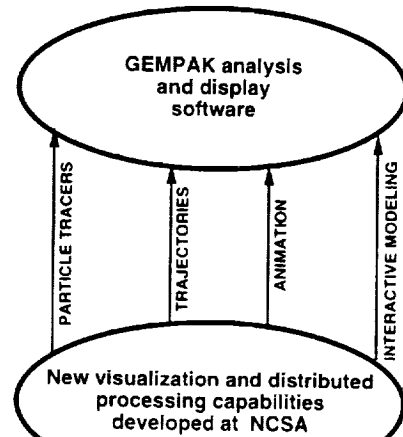 GEMPAK analysis
and display
software
PARTICLE TRACERS
TRAJECTORIES
ANIMATION
INTERACTIVE MODELING
New visualization and distributed
processing capabilities
developed at NCSA